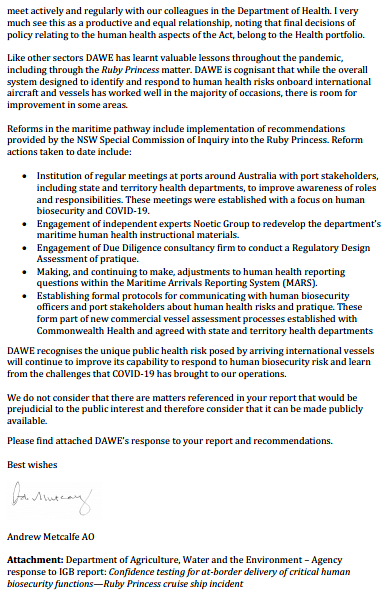 meet actively and regularly with our colleagues in the Department of Health. I very
much see this as a productive and equal relationship, noting that final decisions of
policy relating to the human health aspects of the Act, belong to the Health portfolio.
Like other sectors DAWE has learnt valuable lessons throughout the pandemic,
including through the Ruby Princess matter. DAWE is cognisant that while the overall
system designed to identify and respond to human health risks onboard international
aircraft and vessels has worked well in the majority of occasions, there is room for
improvement in some areas.
Reforms in the maritime pathway include implementation of recommendations
provided by the NSW Special Commission of Inquiry into the Ruby Princess. Reform
actions taken to date include:
• Institution of regular meetings at ports around Australia with port stakeholders,
including state and territory health departments, to improve awareness of roles
and responsibilities. These meetings were established with a focus on human
biosecurity and COVID-19.
• Engagement of independent experts Noetic Group to redevelop the department's
maritime human health instructional materials.
• Engagement of Due Diligence consultancy firm to conduct a Regulatory Design
Assessment of pratique.
• Making, and continuing to make, adjustments to human health reporting
questions within the Maritime Arrivals Reporting System (MARS).
• Establishing formal protocols for communicating with human biosecurity
officers and port stakeholders about human health risks and pratique. These
form part of new commercial vessel assessment processes established with
Commonwealth Health and agreed with state and territory health departments
DAWE recognises the unique public health risk posed by arriving international vessels
will continue to improve its capability to respond to human biosecurity risk and learn
from the challenges that COVID-19 has brought to our operations.
We do not consider that there are matters referenced in your report that would be
prejudicial to the public interest and therefore consider that it can be made publicly
available.
Please find attached DAWE's response to your report and recommendations.
Best wishes
Andrew Metcalfe AO
Attachment: Department of Agriculture, Water and the Environment – Agency
response to IGB report: Confidence testing for at-border delivery of critical human
biosecurity functions—Ruby Princess cruise ship incident